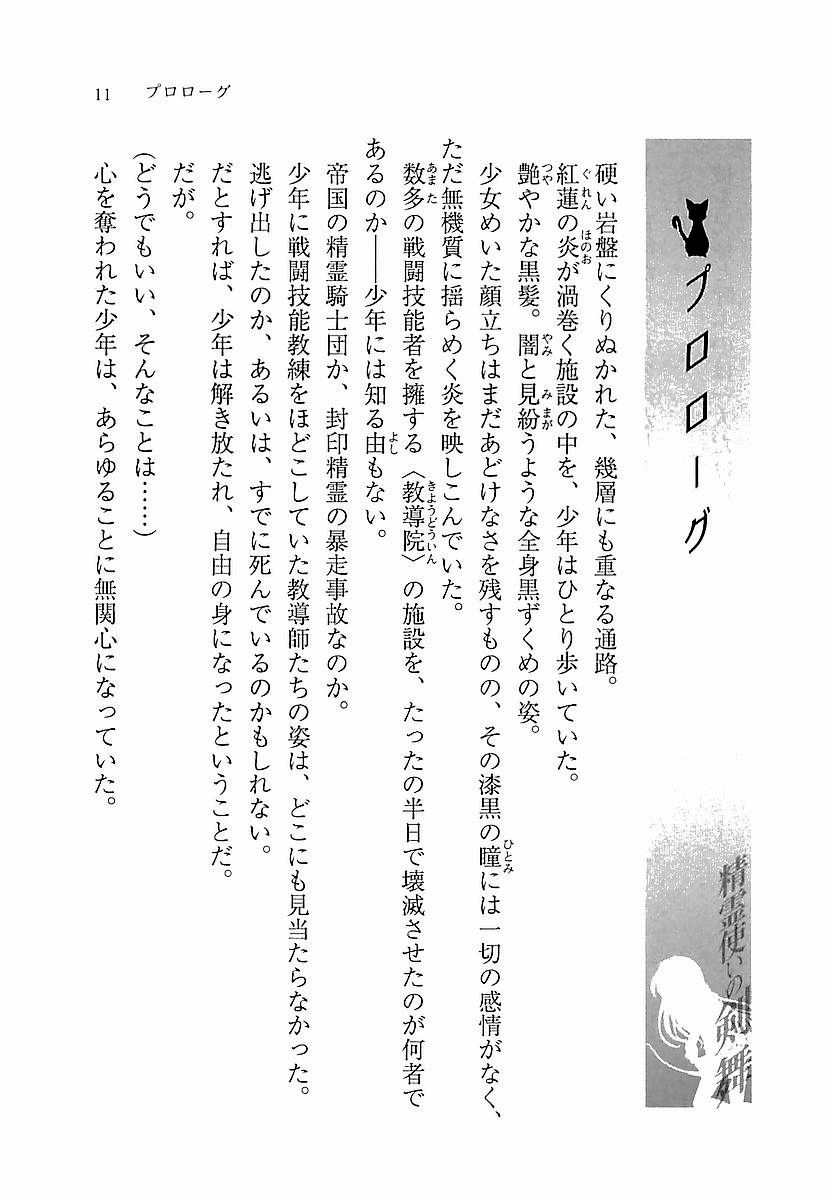 11 プロローグ
プロローグ
精霊使いの剣舞
硬い岩盤にくりぬかれた、幾層にも重なる通路。
紅蓮の炎が渦巻く施設の中を、少年はひとり歩いていた。
艶やかな黒髪。闇と見紛うような全身黒ずくめの姿。
少女めいた顔立ちはまだあどけなさを残すものの、その漆黒の瞳には一切の感情がなく、
ただ無機質に揺らめく炎を映しこんでいた。
数多の戦闘技能者を擁する〈教導院〉の施設を、たったの半日で壊滅させたのが何者で
あるのか――少年には知る由もない。
帝国の精霊騎士団か、封印精霊の暴走事故なのか。
少年に戦闘技能教練をほどこしていた教導師たちの姿は、どこにも見当たらなかった。
逃げ出したのか、あるいは、すでに死んでいるのかもしれない。
だとすれば、少年は解き放たれ、自由の身になったということだ。
だが。
(どうでもいい、そんなことは……)
心を奪われた少年は、あらゆることに無関心になっていた。